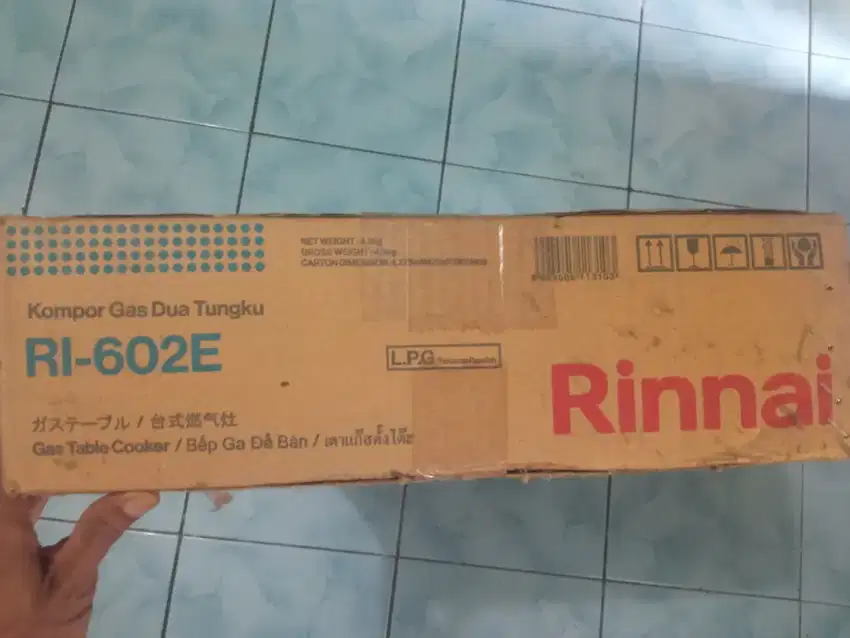 NET WEIGHT
GROSS WEIGHT
CARTON DIMENSION
Kompor Gas Dua Tungku
RI-602E
L.P.G Tekanan Rendah
Rinnai
ガステーブル / 台式燃气灶
Gas Table Cooker / Bếp Ga Để Bàn / เตาแก๊สตั้งโต๊ะ